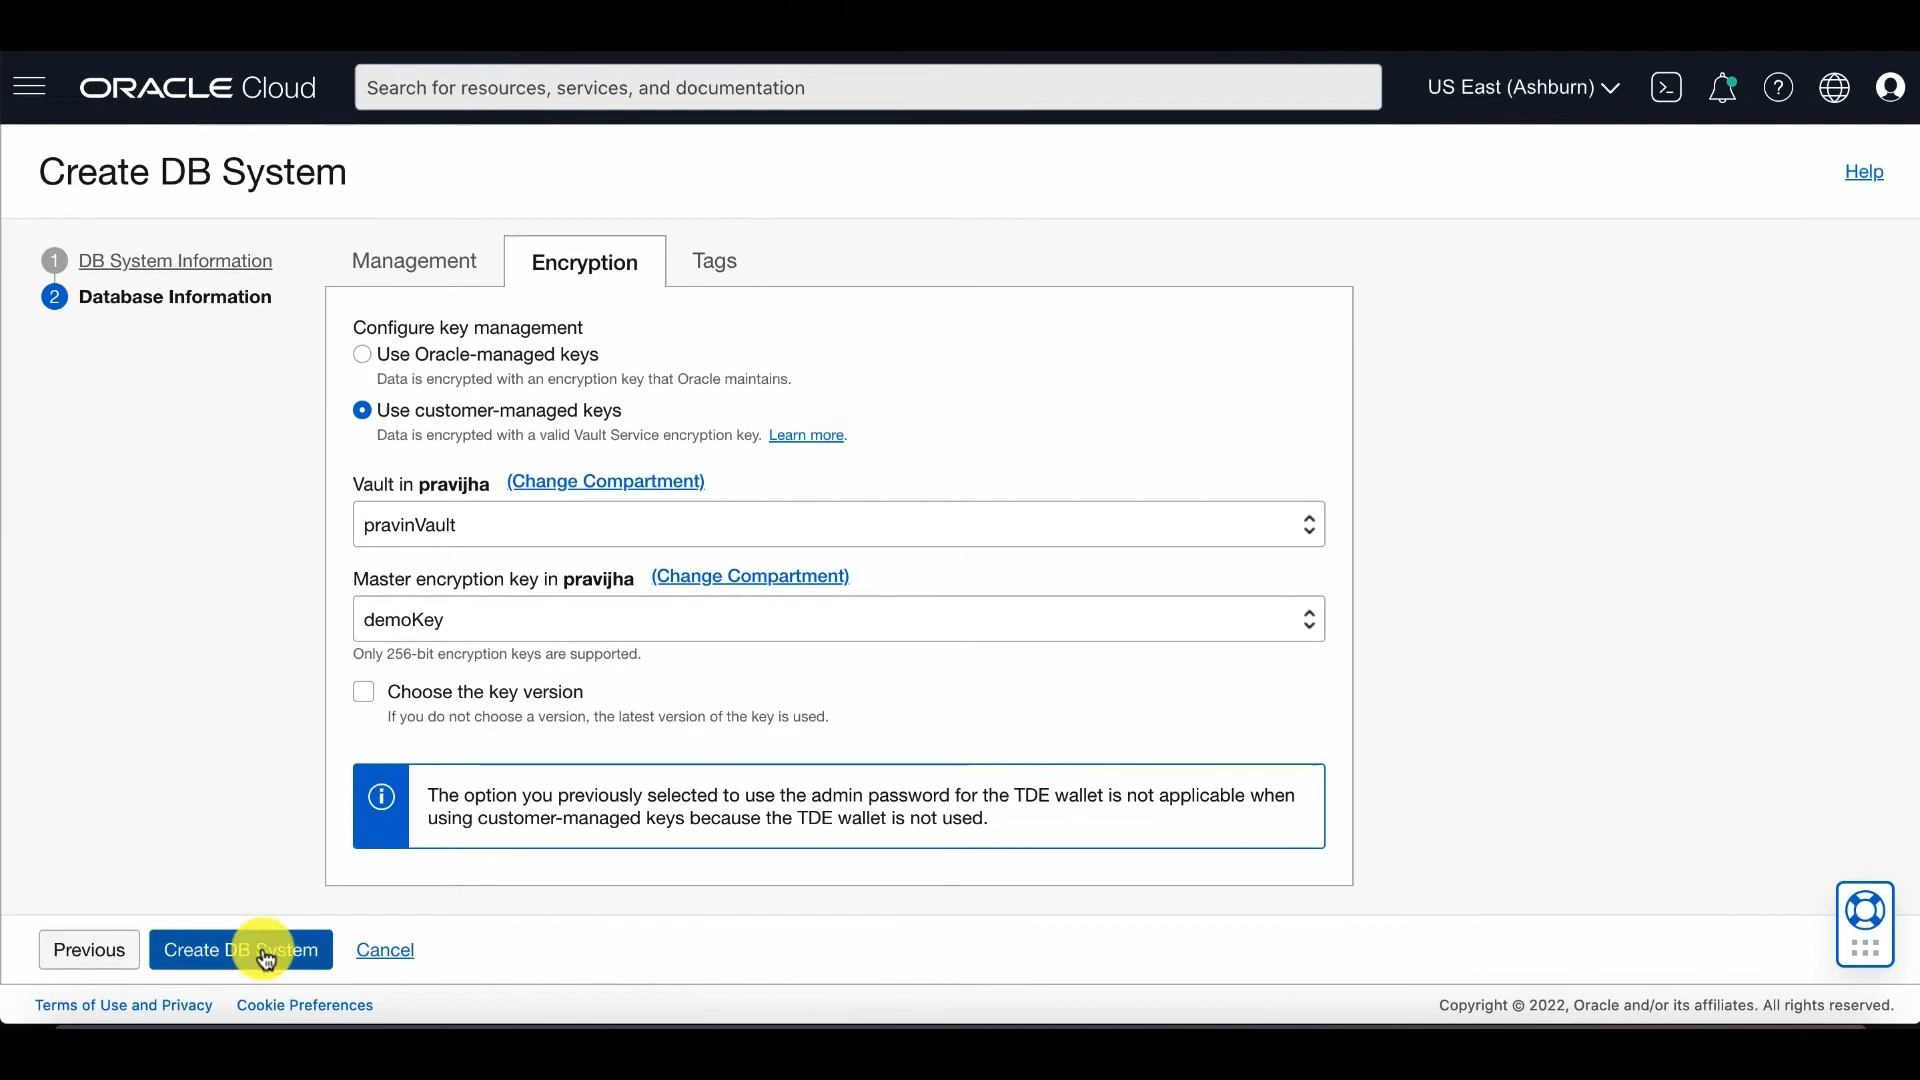 ORACLE Cloud
Search for resources, services, and documentation
US East (Ashburn)
Create DB System
Help
1 DB System Information
2 Database Information
Management
Encryption
Tags
Configure key management
Use Oracle-managed keys
Data is encrypted with an encryption key that Oracle maintains.
Use customer-managed keys
Data is encrypted with a valid Vault Service encryption key. Learn more.
Vault in pravijha (Change Compartment)
pravinVault
Master encryption key in pravijha (Change Compartment)
demoKey
Only 256-bit encryption keys are supported.
Choose the key version
If you do not choose a version, the latest version of the key is used.
The option you previously selected to use the admin password for the TDE wallet is not applicable when
using customer-managed keys because the TDE wallet is not used.
Previous
Create DB System
Cancel
Terms of Use and Privacy
Cookie Preferences
Copyright © 2022, Oracle and/or its affiliates. All rights reserved.